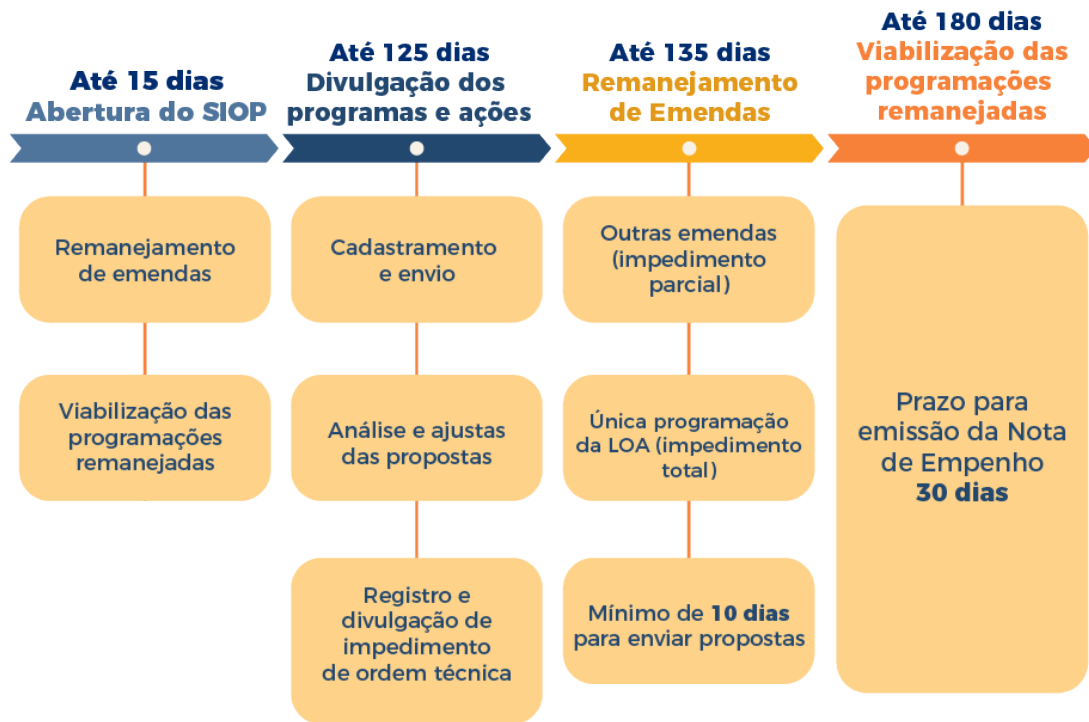 Até 15 dias
Abertura do SIOP
Remanejamento
de emendas
Viabilização das
programações
remanejadas
Até 125 dias
Divulgação dos
programas e ações
Cadastramento
e envio
Análise e ajustas
das propostas
Registro e
divulgação de
impedimento
de ordem técnica
Até 135 dias
Remanejamento
de Emendas
Outras emendas
(impedimento
parcial)
Única programação
da LOA (impedimento
total)
Mínimo de 10 dias
para enviar propostas
Até 180 dias
Viabilização das
programações
remanejadas
Prazo para
emissão da Nota
de Empenho
30 dias